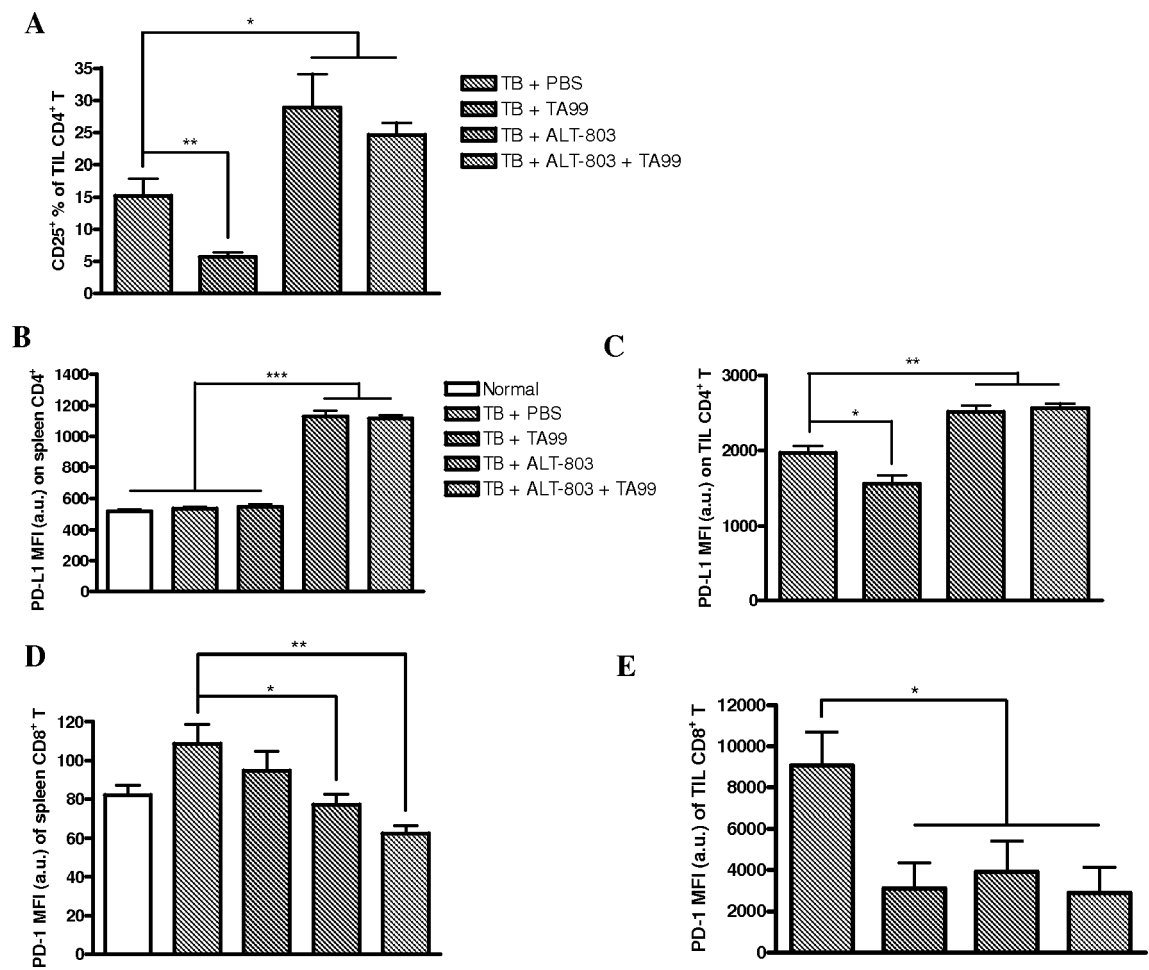 A
*
**
CD25⁺ % of TIL CD4⁺ T
35
30
25
20
15
10
5
0
TB + PBS
TB + TA99
TB + ALT-803
TB + ALT-803 + TA99
B
***
PD-L1 MFI (a.u.) on spleen CD4⁺
1400
1200
1000
800
600
400
200
0
Normal
TB + PBS
TB + TA99
TB + ALT-803
TB + ALT-803 + TA99
C
**
*
PD-L1 MFI (a.u.) on TIL CD4⁺ T
3000
2000
1000
0
D
**
*
PD-1 MFI (a.u.) of spleen CD8⁺ T
120
100
80
60
40
20
0
E
*
PD-1 MFI (a.u.) of TIL CD8⁺ T
12000
10000
8000
6000
4000
2000
0